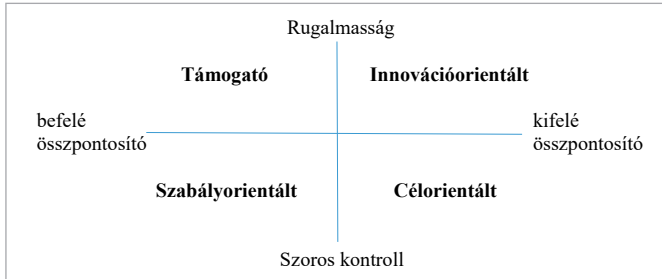 Rugalmasság
Támogató
Innovációorientált
befelé
összpontosító
kifelé
összpontosító
Szabályorientált
Célorientált
Szoros kontroll